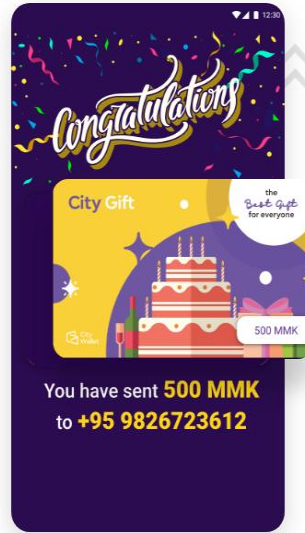 12:30
Congratulations
City Gift
the
Best Gift
for everyone
City
Wallet
500 MMK
You have sent 500 MMK
to +95 9826723612